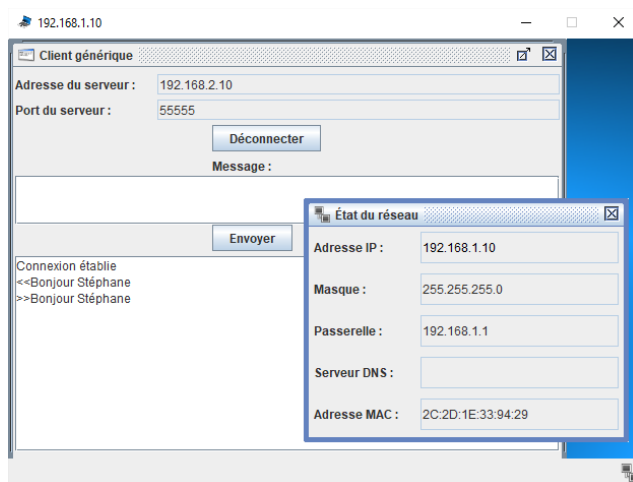 192.168.1.10
Client générique
Adresse du serveur : 192.168.2.10
Port du serveur : 55555
Déconnecter
Message :
Envoyer
Connexion établie
<<Bonjour Stéphane
>>Bonjour Stéphane
État du réseau
Adresse IP : 192.168.1.10
Masque : 255.255.255.0
Passerelle : 192.168.1.1
Serveur DNS :
Adresse MAC : 2C:2D:1E:33:94:29